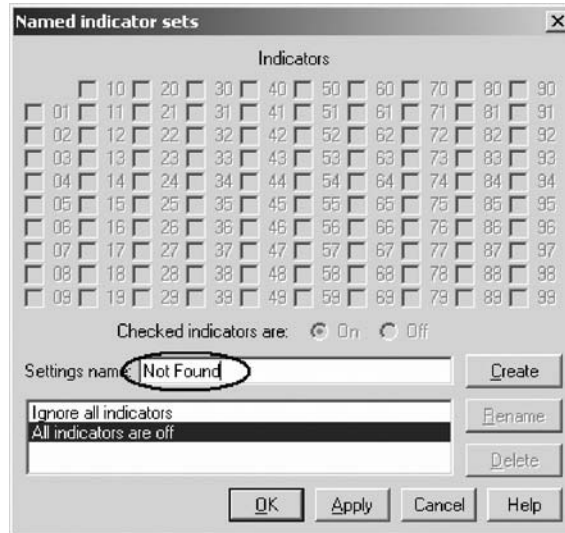 Named indicator sets
Indicators
10 20 30 40 50 60 70 80 90
01 11 21 31 41 51 61 71 81 91
02 12 22 32 42 52 62 72 82 92
03 13 23 33 43 53 63 73 83 93
04 14 24 34 44 54 64 74 84 94
05 15 25 35 45 55 65 75 85 95
06 16 26 36 46 56 66 76 86 96
07 17 27 37 47 57 67 77 87 97
08 18 28 38 48 58 68 78 88 98
09 19 29 39 49 59 69 79 89 99
Checked indicators are: On Off
Settings name: Not Found Create
Ignore all indicators Rename
All indicators are off
Delete
OK Apply Cancel Help